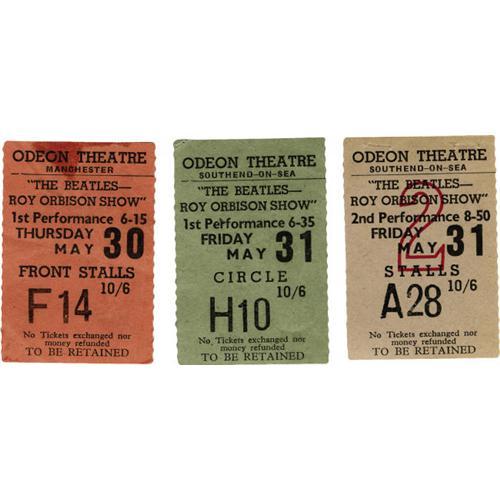 ODEON THEATRE
MANCHESTER
"THE BEATLES—
ROY ORBISON SHOW"
1st Performance 6-15
THURSDAY
MAY 30
FRONT STALLS
10/6
F14
No Tickets exchanged nor
money refunded
TO BE RETAINED
ODEON THEATRE
SOUTHEND-ON-SEA
"THE BEATLES—
ROY ORBISON SHOW"
1st Performance 6-35
FRIDAY
MAY 31
CIRCLE
10/6
H10
No Tickets exchanged nor
money refunded
TO BE RETAINED
ODEON THEATRE
SOUTHEND-ON-SEA
"THE BEATLES—
ROY ORBISON SHOW"
2nd Performance 8-50
FRIDAY
MAY 31
2
STALLS
10/6
A28
No Tickets exchanged nor
money refunded
TO BE RETAINED